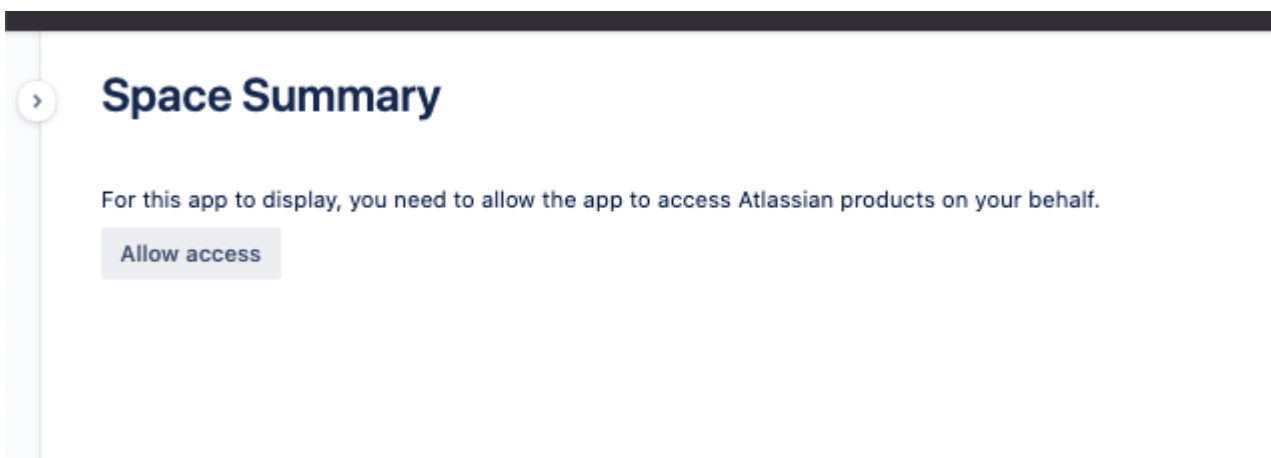 Space Summary
For this app to display, you need to allow the app to access Atlassian products on your behalf.
Allow access